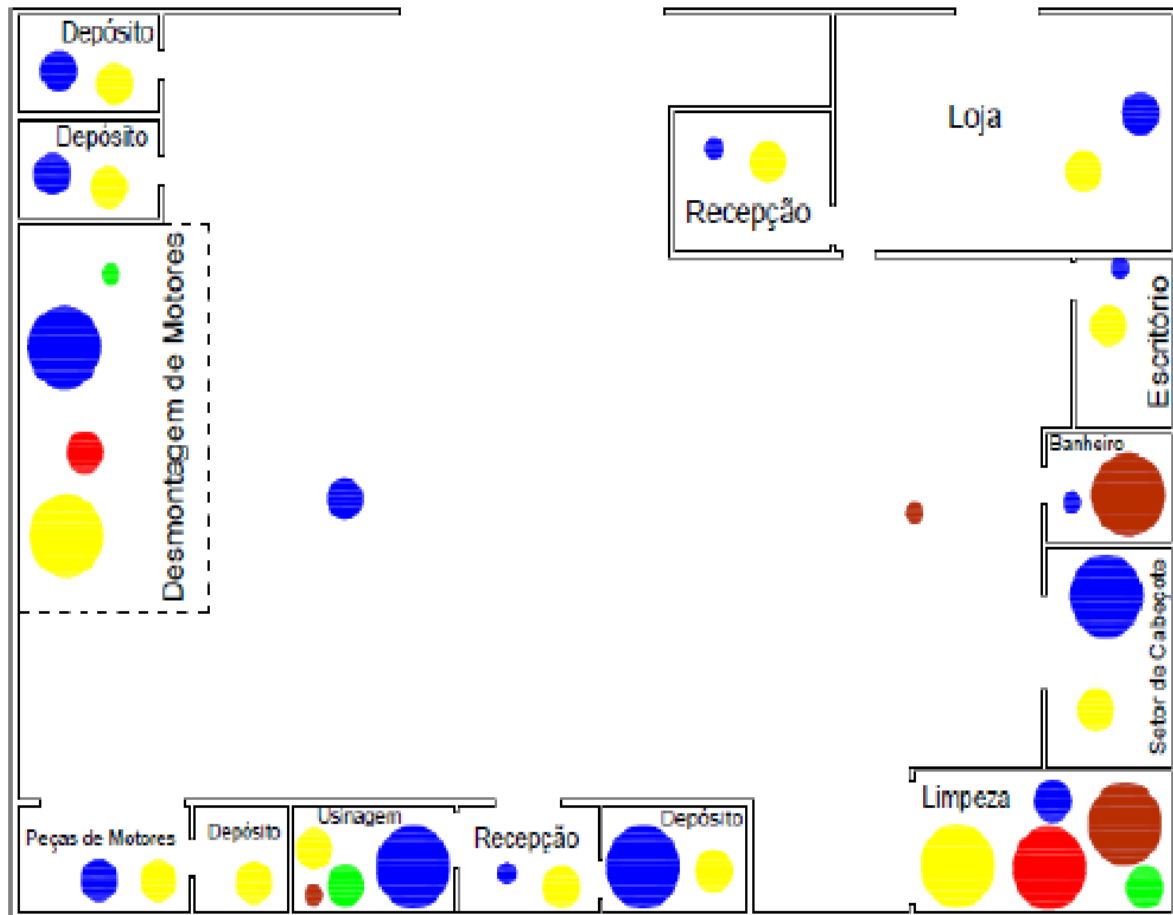 Depósito
Depósito
Loja
Recepção
Desmontagem de Motores
Escritório
Banheiro
Setor de Cabeçote
Limpeza
Peças de Motores
Depósito
Usinagem
Recepção
Depósito